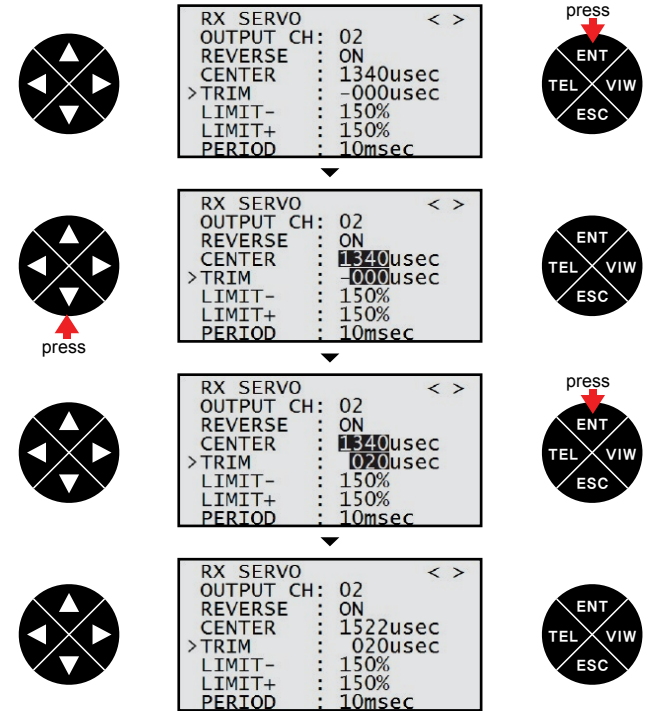 press
RX SERVO < >
OUTPUT CH: 02
REVERSE : ON
CENTER : 1340usec
>TRIM : -000usec
LIMIT- : 150%
LIMIT+ : 150%
PERIOD : 10msec
ENT
TEL VIW
ESC
RX SERVO < >
OUTPUT CH: 02
REVERSE : ON
CENTER : 1340usec
>TRIM : -000usec
LIMIT- : 150%
LIMIT+ : 150%
PERIOD : 10msec
ENT
TEL VIW
ESC
press
press
RX SERVO < >
OUTPUT CH: 02
REVERSE : ON
CENTER : 1340usec
>TRIM : 020usec
LIMIT- : 150%
LIMIT+ : 150%
PERIOD : 10msec
ENT
TEL VIW
ESC
RX SERVO < >
OUTPUT CH: 02
REVERSE : ON
CENTER : 1522usec
>TRIM : 020usec
LIMIT- : 150%
LIMIT+ : 150%
PERIOD : 10msec
ENT
TEL VIW
ESC